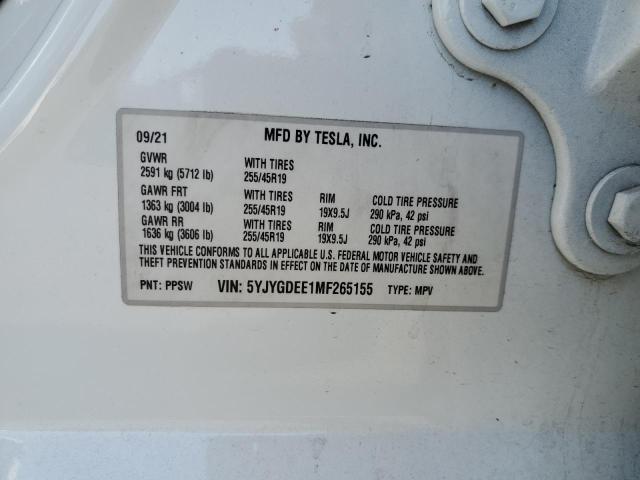 09/21 MFD BY TESLA, INC.
GVWR WITH TIRES
2591 kg (5712 lb) 255/45R19
GAWR FRT WITH TIRES RIM COLD TIRE PRESSURE
1363 kg (3004 lb) 255/45R19 19X9.5J 290 kPa, 42 psi
GAWR RR WITH TIRES RIM COLD TIRE PRESSURE
1636 kg (3606 lb) 255/45R19 19X9.5J 290 kPa, 42 psi
THIS VEHICLE CONFORMS TO ALL APPLICABLE U.S. FEDERAL MOTOR VEHICLE SAFETY AND
THEFT PREVENTION STANDARDS IN EFFECT ON THE DATE OF MANUFACTURE SHOWN ABOVE.
PNT: PPSW VIN: 5YJYGDEE1MF265155 TYPE: MPV